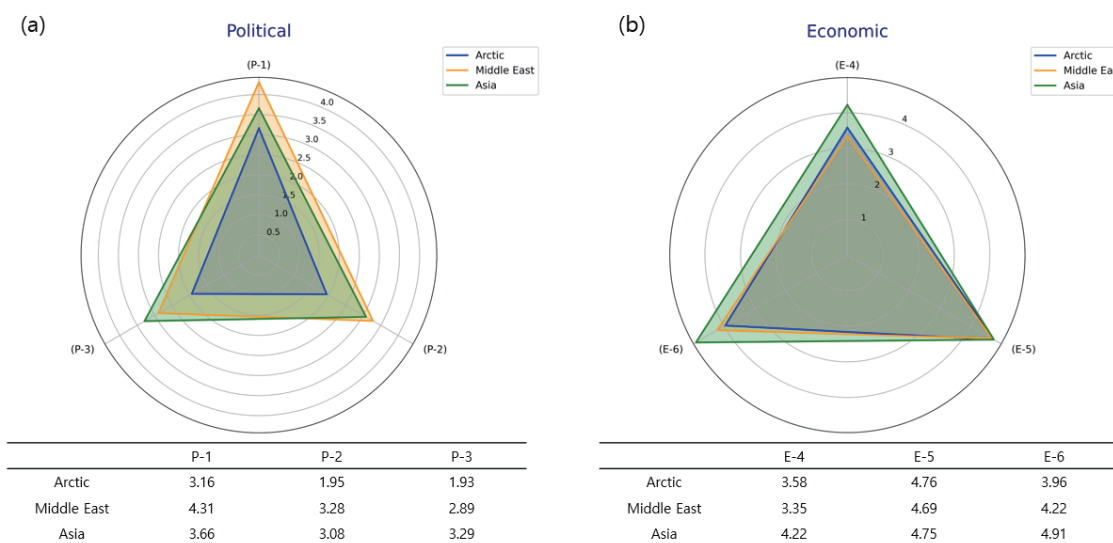 (a)
Political
Arctic
Middle East
Asia
(P-1)
4.0
3.5
3.0
2.5
2.0
1.5
1.0
0.5
(P-3)
(P-2)
P-1 P-2 P-3
Arctic 3.16 1.95 1.93
Middle East 4.31 3.28 2.89
Asia 3.66 3.08 3.29
(b)
Economic
Arctic
Middle Ea
Asia
(E-4)
4
3
2
1
(E-6)
(E-5)
E-4 E-5 E-6
Arctic 3.58 4.76 3.96
Middle East 3.35 4.69 4.22
Asia 4.22 4.75 4.91